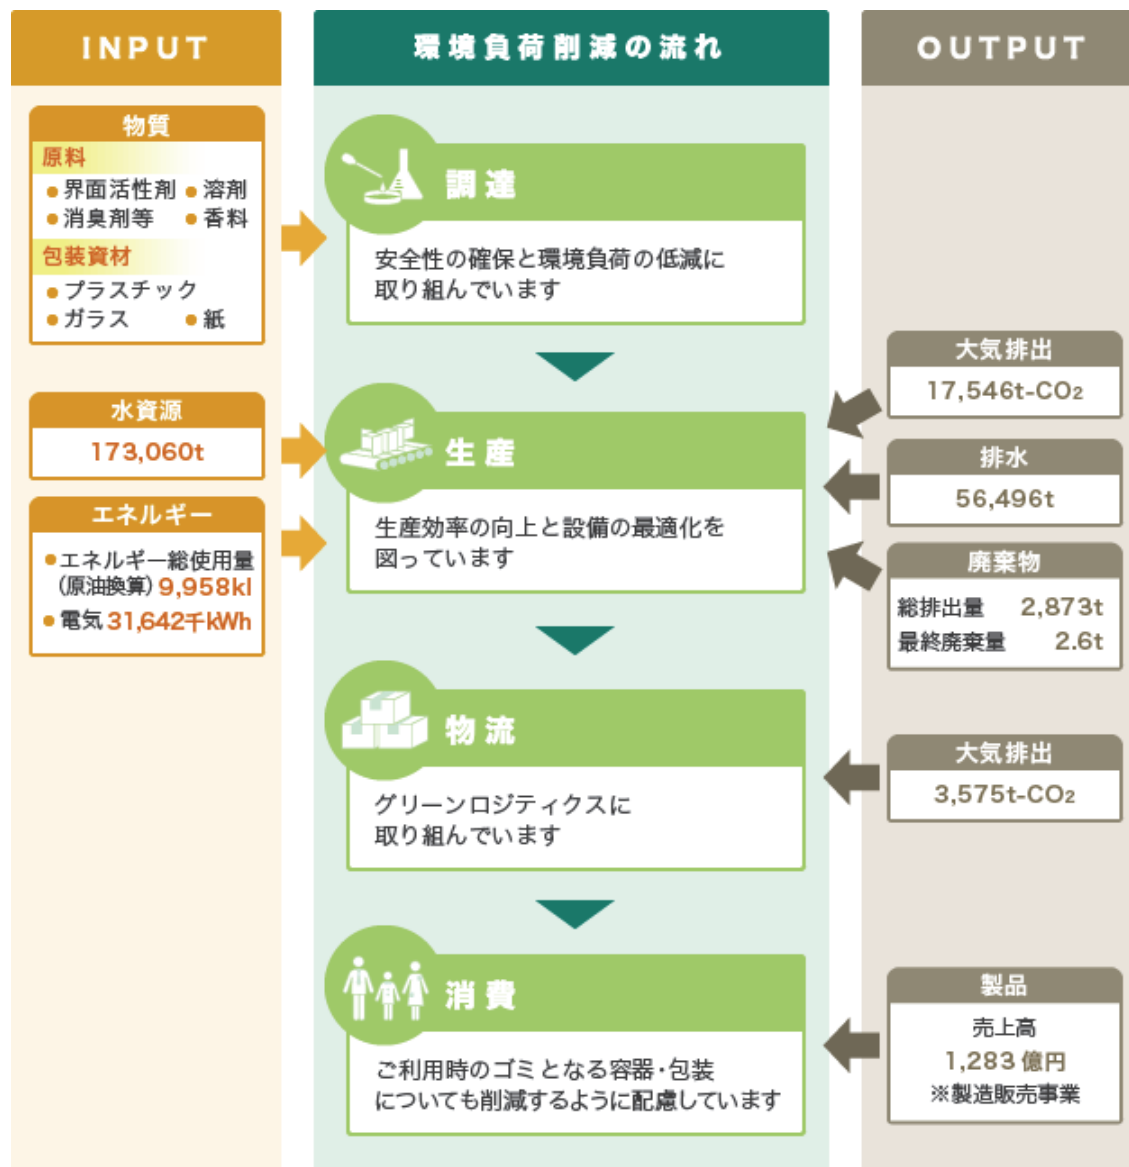 INPUT
物質
原料
●界面活性剤 ●溶剤
●消臭剤等 ●香料
包装資材
●プラスチック
●ガラス ●紙
水資源
173,060t
エネルギー
●エネルギー総使用量
(原油換算) 9,958kl
●電気 31,642千kWh
環境負荷削減の流れ
調達
安全性の確保と環境負荷の低減に
取り組んでいます
生産
生産効率の向上と設備の最適化を
図っています
物流
グリーンロジティクスに
取り組んでいます
消費
ご利用時のゴミとなる容器・包装
についても削減するように配慮しています
OUTPUT
大気排出
17,546t-CO2
排水
56,496t
廃棄物
総排出量 2,873t
最終廃棄量 2.6t
大気排出
3,575t-CO2
製品
売上高
1,283億円
※製造販売事業